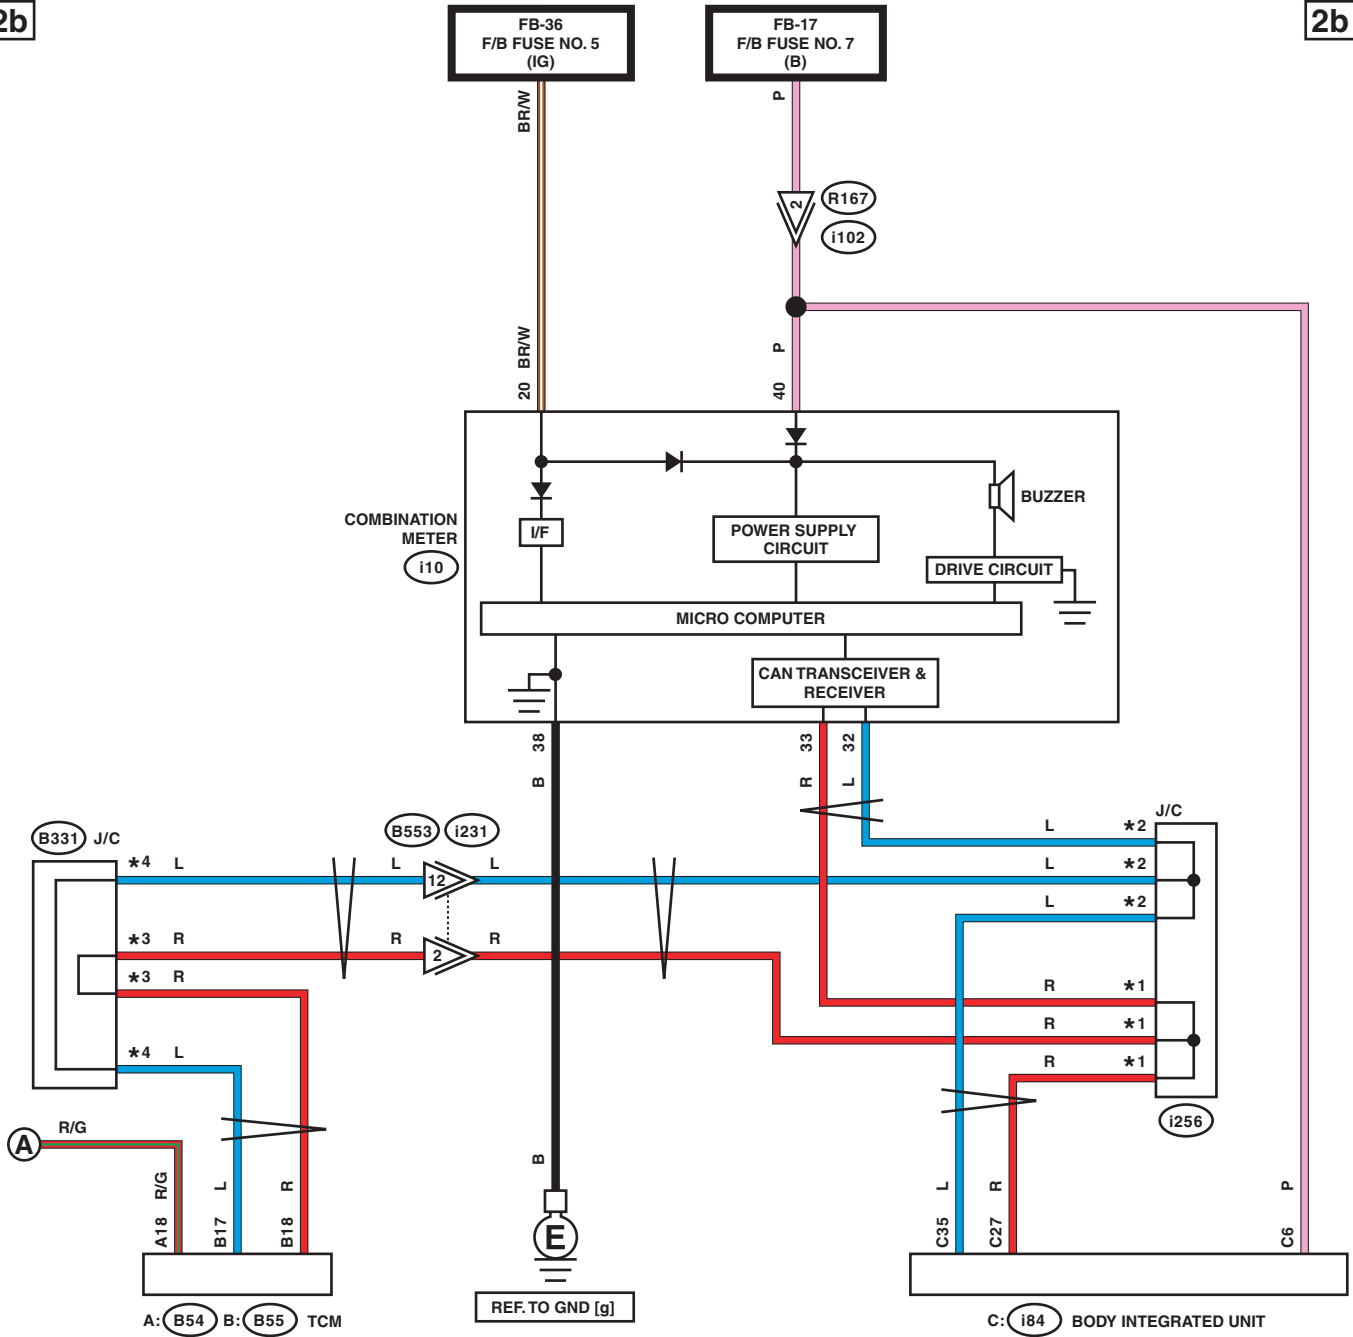 2b
FB-36
F/B FUSE NO. 5
(IG)
FB-17
F/B FUSE NO. 7
(B)
2b
BR/W
P
2
R167
i102
BR/W
P
20
40
COMBINATION
METER
i10
I/F
POWER SUPPLY
CIRCUIT
BUZZER
DRIVE CIRCUIT
MICRO COMPUTER
CAN TRANSCEIVER &
RECEIVER
38
33
32
B
R
L
B331 J/C
B553
i231
J/C
*4 L
L
12
L
L *2
L *2
L *2
*3 R
R
2
R
*3 R
R *1
R *1
R *1
*4 L
i256
A
R/G
R/G
L
R
B
L
R
P
A18
B17
B18
E
C35
C27
C6
REF. TO GND [g]
A: B54 B: B55 TCM
C: i84 BODY INTEGRATED UNIT